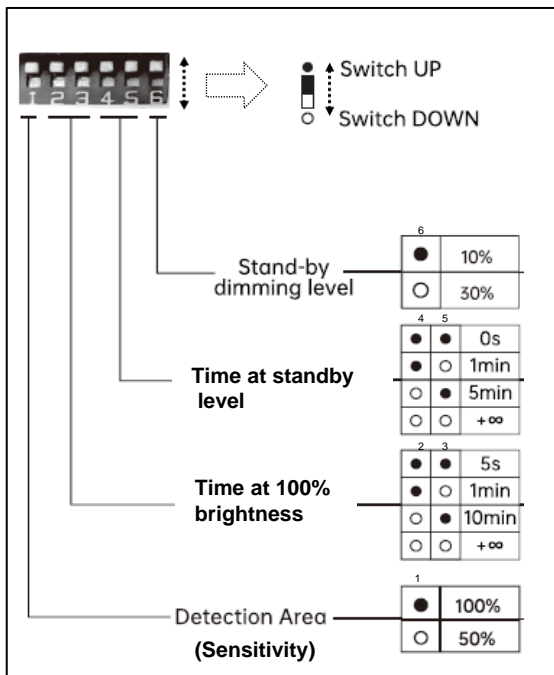 Switch UP
Switch DOWN
1 2 3 4 5 6
6
10%
Stand-by
dimming level
30%
4 5
0s
1min
Time at standby
level
5min
+∞
2 3
5s
Time at 100%
brightness
1min
10min
+∞
1
Detection Area
100%
(Sensitivity)
50%